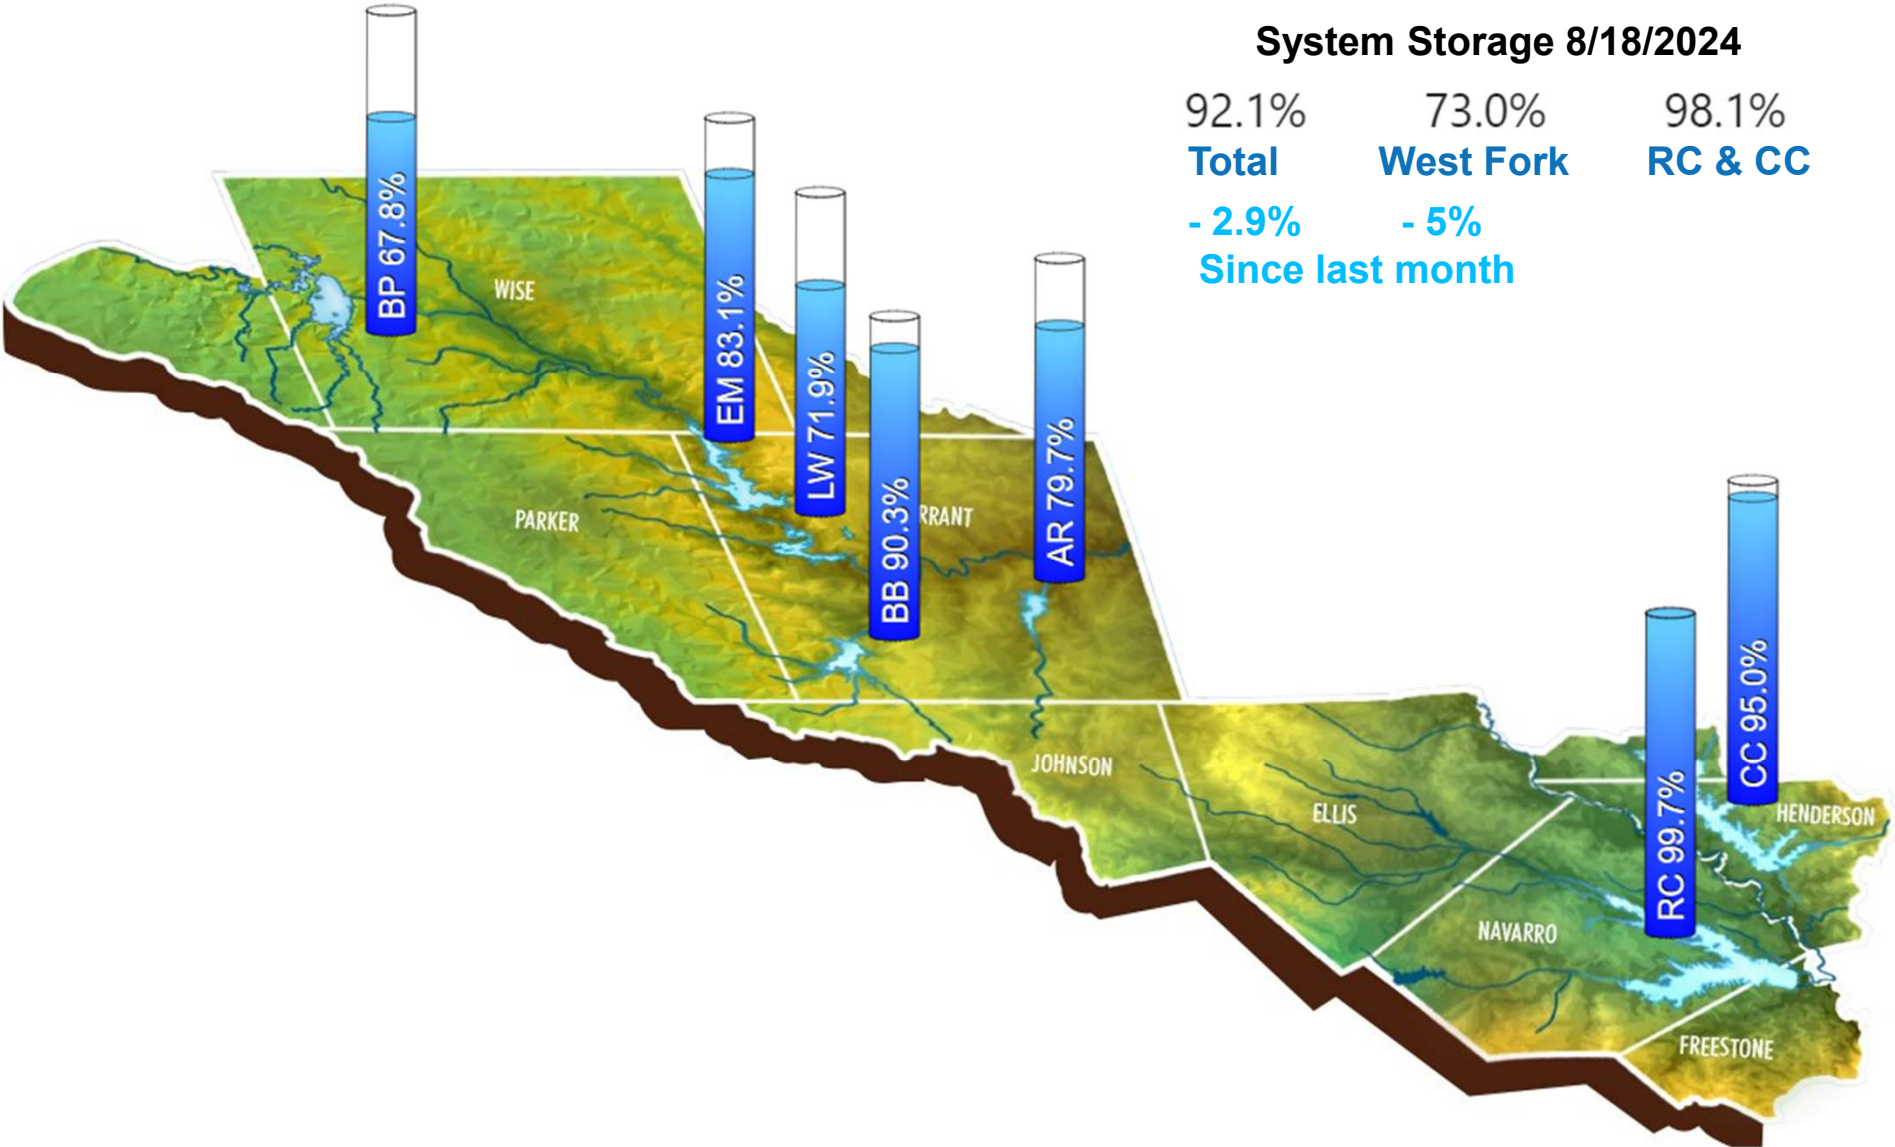 System Storage 8/18/2024
92.1% 73.0% 98.1%
Total West Fork RC & CC
- 2.9% - 5%
Since last month
BP 67.8%
EM 83.1%
LW 71.9%
BB 90.3%
AR 79.7%
CC 95.0%
RC 99.7%
WISE
PARKER
RRANT
JOHNSON
ELLIS
HENDERSON
NAVARRO
FREESTONE